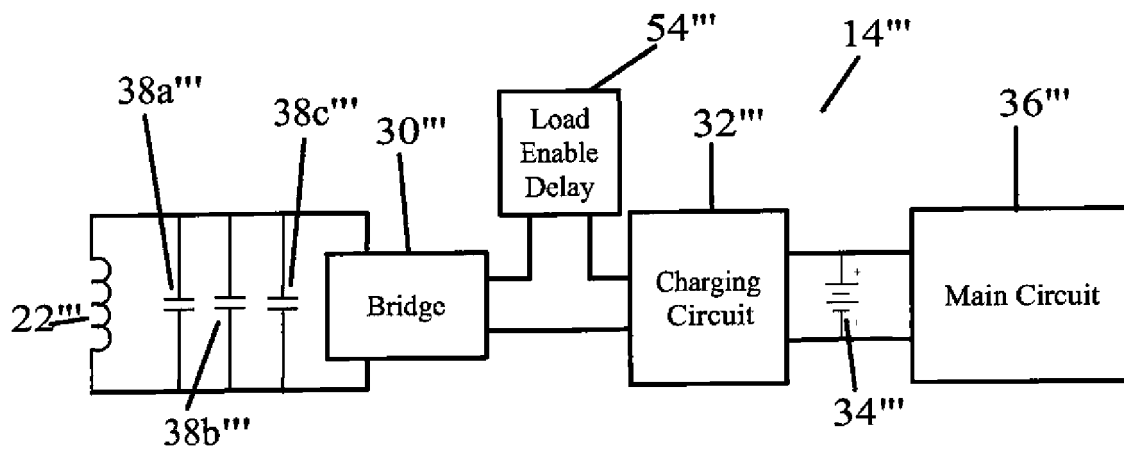 54'''
14'''
38a'''
38c'''
30'''
Load
Enable
Delay
32'''
36'''
22'''
Bridge
Charging
Circuit
+
Main Circuit
38b'''
34'''